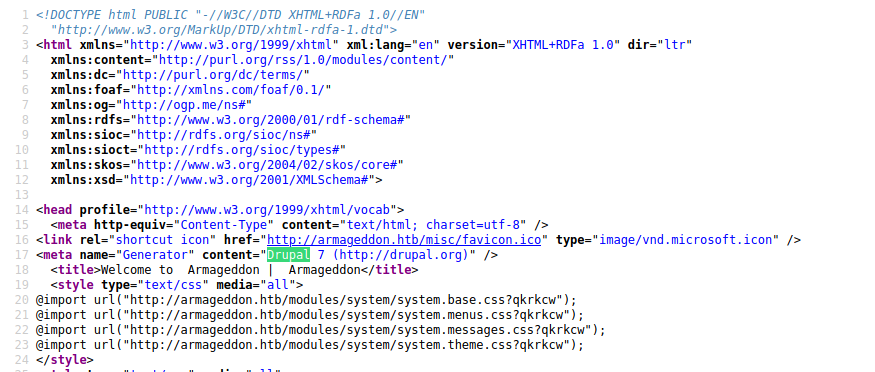 1 <!DOCTYPE html PUBLIC "-//W3C//DTD XHTML+RDFa 1.0//EN"
2 "http://www.w3.org/MarkUp/DTD/xhtml-rdfa-1.dtd">
3 <html xmlns="http://www.w3.org/1999/xhtml" xml:lang="en" version="XHTML+RDFa 1.0" dir="ltr"
4 xmlns:content="http://purl.org/rss/1.0/modules/content/"
5 xmlns:dc="http://purl.org/dc/terms/"
6 xmlns:foaf="http://xmlns.com/foaf/0.1/"
7 xmlns:og="http://ogp.me/ns#"
8 xmlns:rdfs="http://www.w3.org/2000/01/rdf-schema#"
9 xmlns:sioc="http://rdfs.org/sioc/ns#"
10 xmlns:sioct="http://rdfs.org/sioc/types#"
11 xmlns:skos="http://www.w3.org/2004/02/skos/core#"
12 xmlns:xsd="http://www.w3.org/2001/XMLSchema#">
13
14 <head profile="http://www.w3.org/1999/xhtml/vocab">
15 <meta http-equiv="Content-Type" content="text/html; charset=utf-8" />
16 <link rel="shortcut icon" href="http://armageddon.htb/misc/favicon.ico" type="image/vnd.microsoft.icon" />
17 <meta name="Generator" content="Drupal 7 (http://drupal.org)" />
18 <title>Welcome to  Armageddon |  Armageddon</title>
19 <style type="text/css" media="all">
20 @import url("http://armageddon.htb/modules/system/system.base.css?qkrkcw");
21 @import url("http://armageddon.htb/modules/system/system.menus.css?qkrkcw");
22 @import url("http://armageddon.htb/modules/system/system.messages.css?qkrkcw");
23 @import url("http://armageddon.htb/modules/system/system.theme.css?qkrkcw");
24 </style>